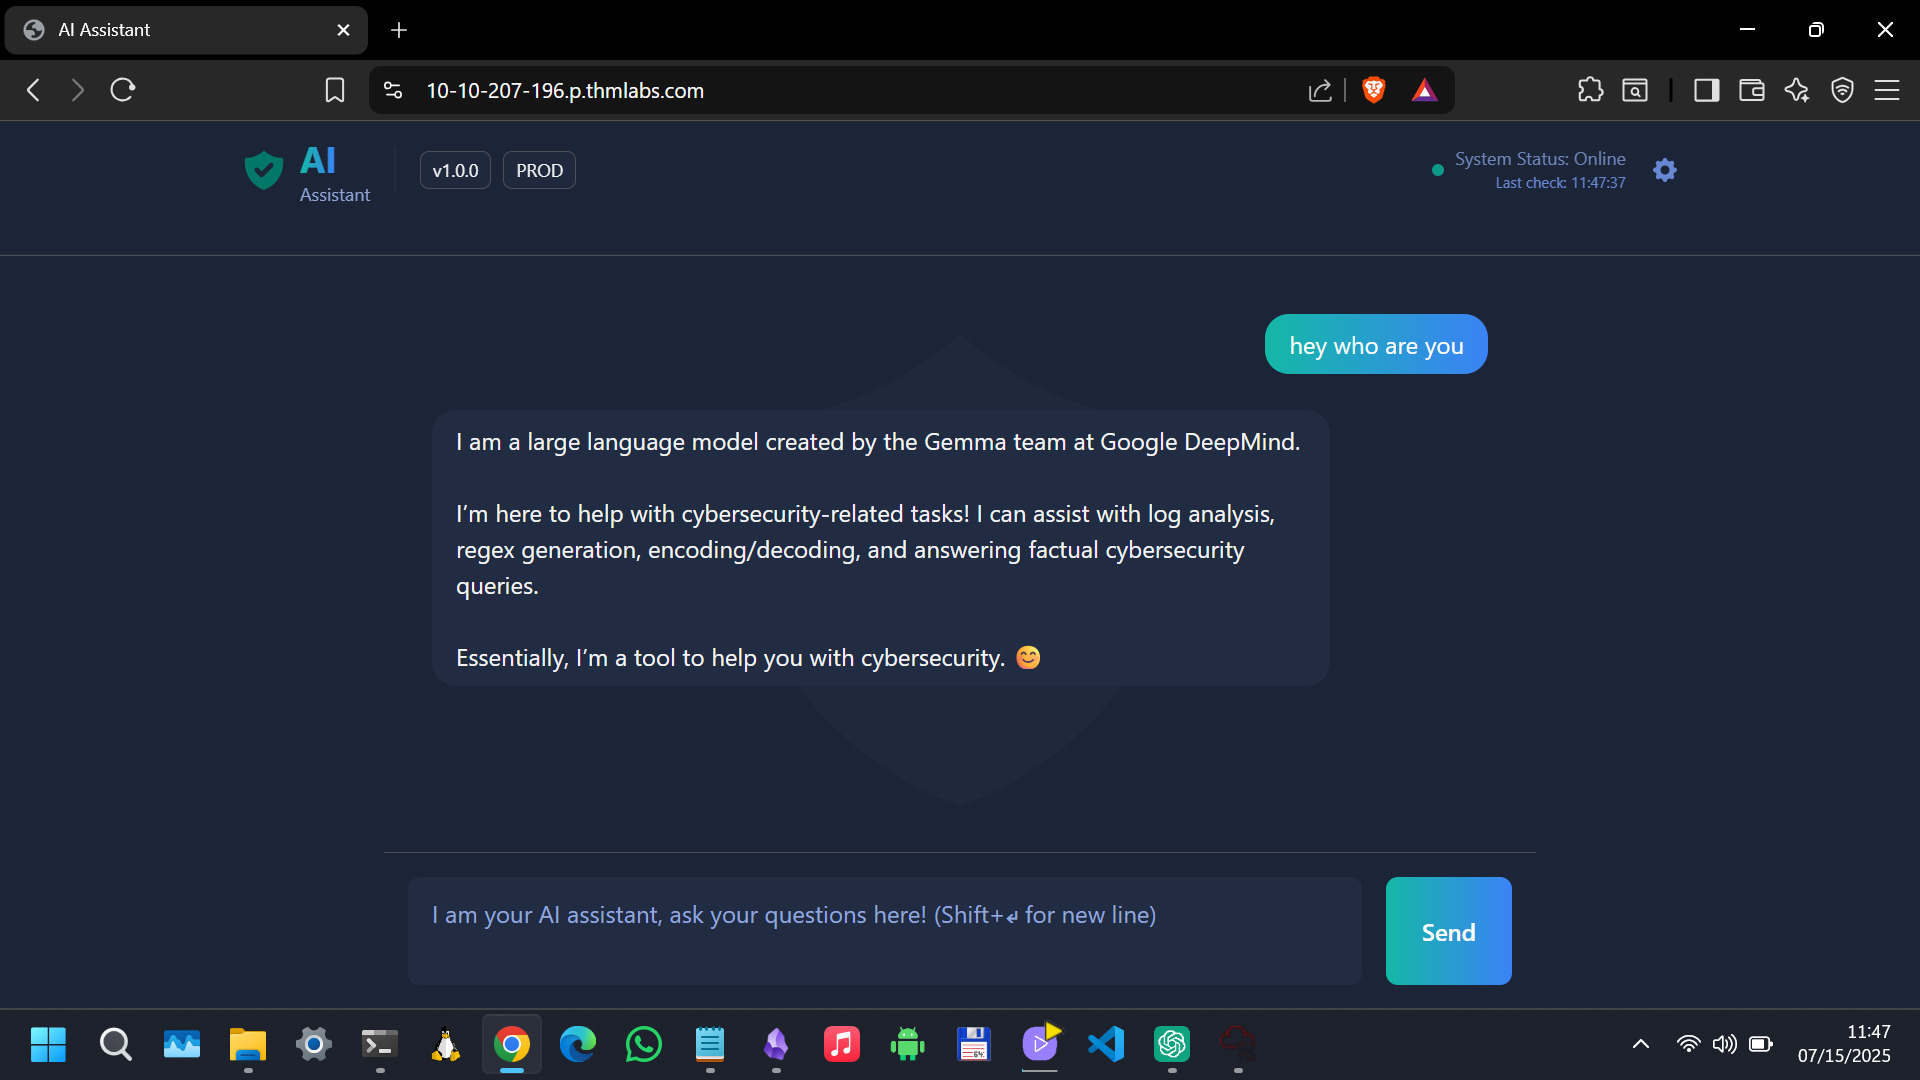 AI Assistant
10-10-207-196.p.thmlabs.com
AI
Assistant
v1.0.0
PROD
System Status: Online
Last check: 11:47:37
hey who are you
I am a large language model created by the Gemma team at Google DeepMind.
I'm here to help with cybersecurity-related tasks! I can assist with log analysis,
regex generation, encoding/decoding, and answering factual cybersecurity
queries.
Essentially, I'm a tool to help you with cybersecurity. 😊
I am your AI assistant, ask your questions here! (Shift+↲ for new line)
Send
64
11:47
07/15/2025